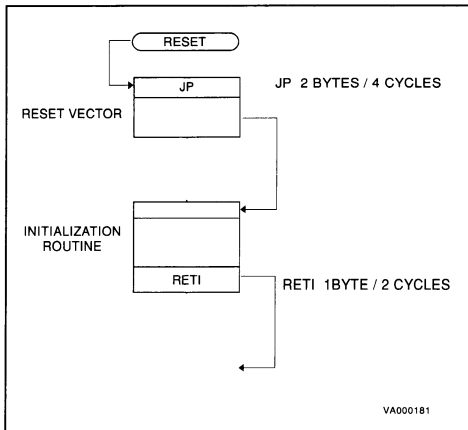 RESET
JP
JP 2 BYTES / 4 CYCLES
RESET VECTOR
INITIALIZATION
ROUTINE
RETI
RETI 1BYTE / 2 CYCLES
VA000181